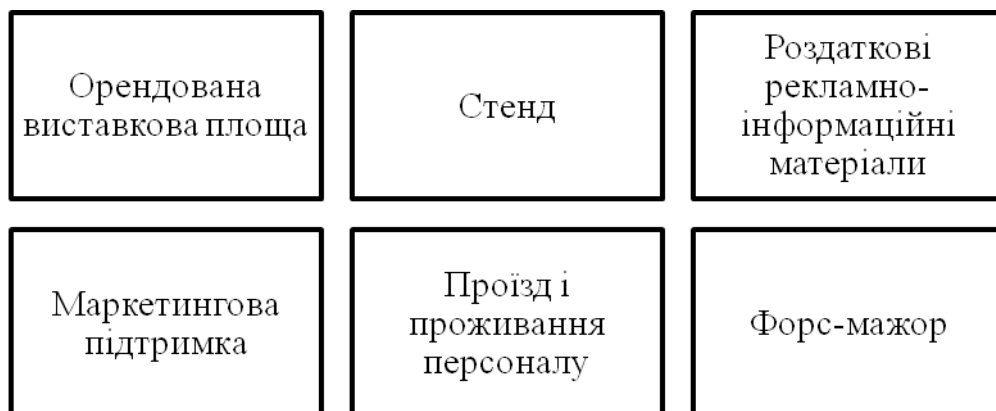 Орендована
виставкова площа
Стенд
Роздаткові
рекламно-
інформаційні
матеріали
Маркетингова
підтримка
Проїзд і
проживання
персоналу
Форс-мажор